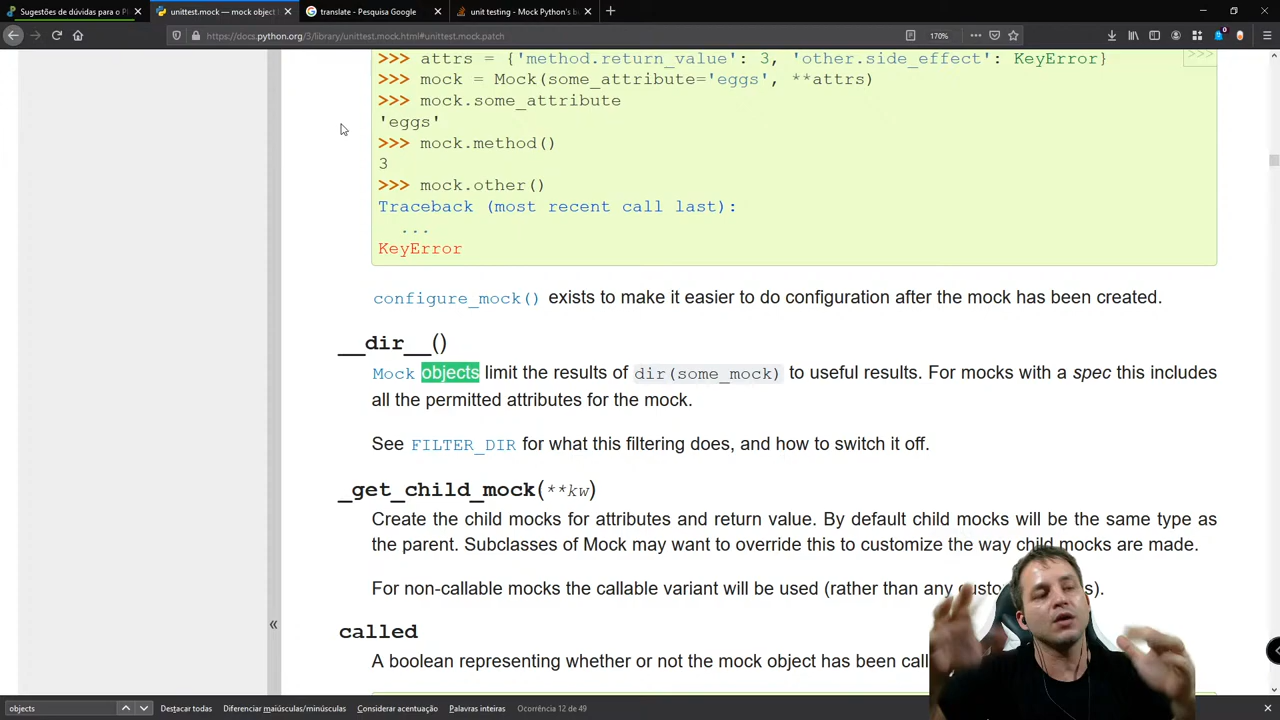 Sugestões de dúvidas para o P
unittest.mock — mock object
translate - Pesquisa Google
unit testing - Mock Python's b
https://docs.python.org/3/library/unittest.mock.html#unittest.mock.patch
170%
>>> attrs = {'method.return_value': 3, 'other.side_effect': KeyError}
>>>
>>> mock = Mock(some_attribute='eggs', **attrs)
>>> mock.some_attribute
'eggs'
>>> mock.method()
3
>>> mock.other()
Traceback (most recent call last):
...
KeyError
configure_mock() exists to make it easier to do configuration after the mock has been created.
__dir__()
Mock objects limit the results of dir(some_mock) to useful results. For mocks with a spec this includes
all the permitted attributes for the mock.
See FILTER_DIR for what this filtering does, and how to switch it off.
_get_child_mock(**kw)
Create the child mocks for attributes and return value. By default child mocks will be the same type as
the parent. Subclasses of Mock may want to override this to customize the way child mocks are made.
For non-callable mocks the callable variant will be used (rather than any custo s).
«
called
A boolean representing whether or not the mock object has been call
objects
Destacar todas
Diferenciar maiúsculas/minúsculas
Considerar acentuação
Palavras inteiras
Ocorrência 12 de 49